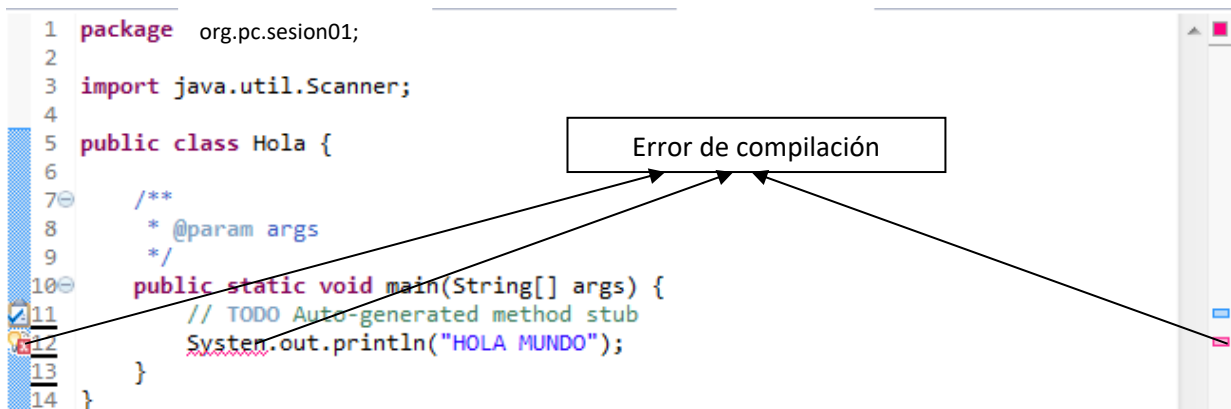 1 package org.pc.sesion01;
2
3 import java.util.Scanner;
4
5 public class Hola {
Error de compilación
6
7 /**
8 * @param args
9 */
10 public static void main(String[] args) {
11 // TODO Auto-generated method stub
12 Systen.out.println("HOLA MUNDO");
13 }
14 }